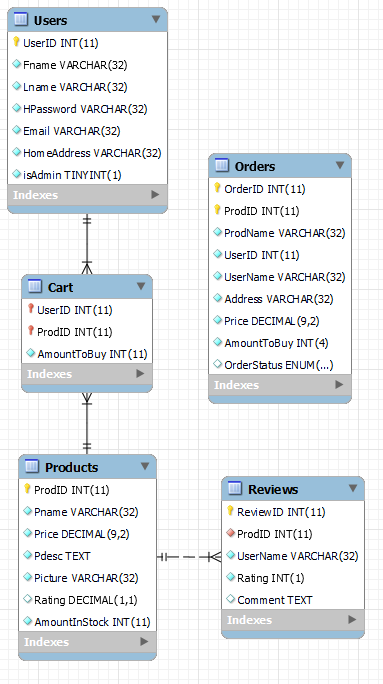 Users
UserID INT(11)
Fname VARCHAR(32)
Lname VARCHAR(32)
HPassword VARCHAR(32)
Email VARCHAR(32)
HomeAddress VARCHAR(32)
isAdmin TINYINT(1)
Indexes
Orders
OrderID INT(11)
ProdID INT(11)
ProdName VARCHAR(32)
UserID INT(11)
UserName VARCHAR(32)
Address VARCHAR(32)
Price DECIMAL(9,2)
AmountToBuy INT(4)
OrderStatus ENUM(...)
Indexes
Cart
UserID INT(11)
ProdID INT(11)
AmountToBuy INT(11)
Indexes
Products
ProdID INT(11)
Pname VARCHAR(32)
Price DECIMAL(9,2)
Pdesc TEXT
Picture VARCHAR(32)
Rating DECIMAL(1,1)
AmountInStock INT(11)
Indexes
Reviews
ReviewID INT(11)
ProdID INT(11)
UserName VARCHAR(32)
Rating INT(1)
Comment TEXT
Indexes